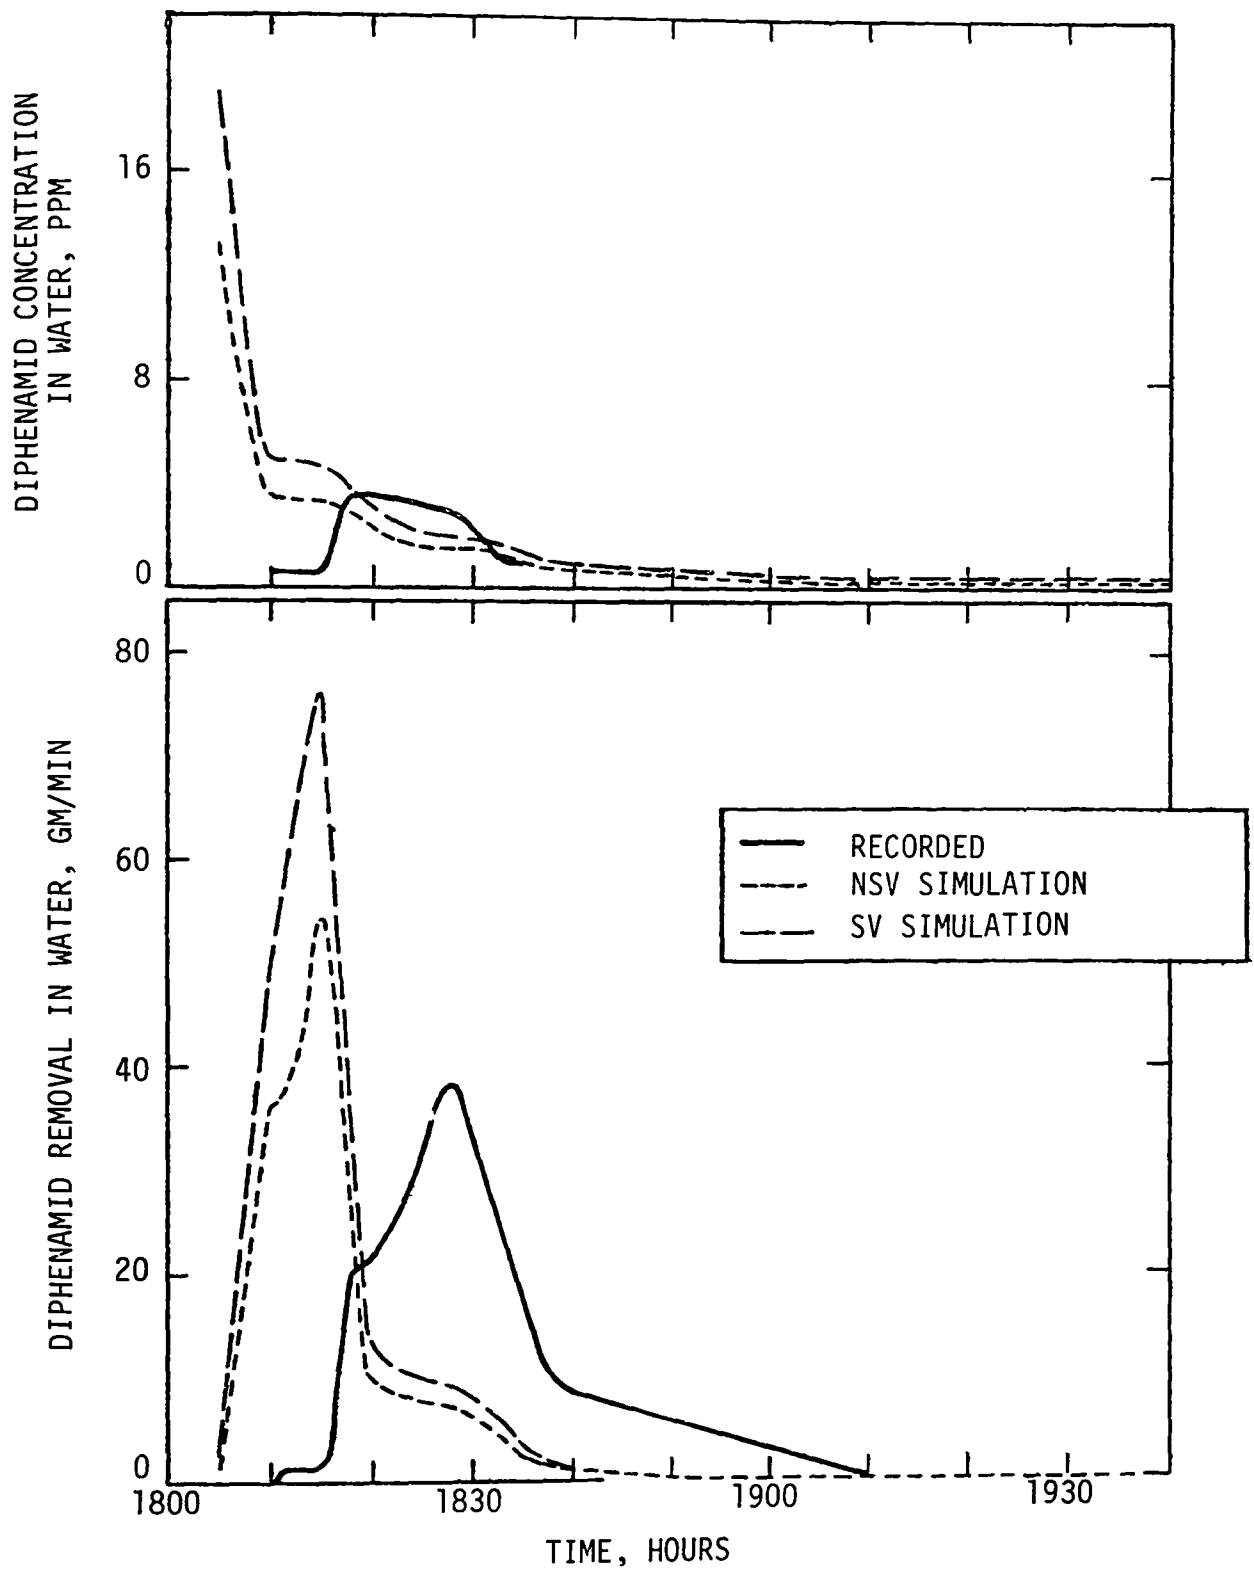 DIPHENAMID CONCENTRATION
IN WATER, PPM
16
8
0
DIPHENAMID REMOVAL IN WATER, GM/MIN
80
60
40
20
0
RECORDED
NSV SIMULATION
SV SIMULATION
1800
1830
1900
1930
TIME, HOURS